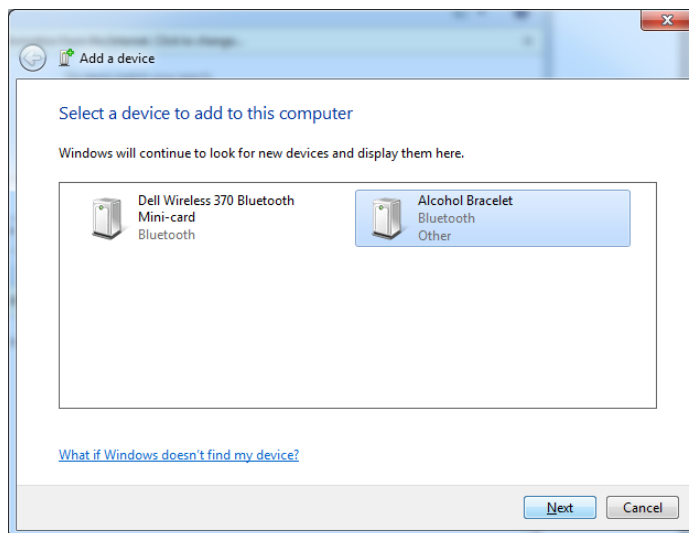 Add a device
Select a device to add to this computer
Windows will continue to look for new devices and display them here.
Dell Wireless 370 Bluetooth
Mini-card
Bluetooth
Alcohol Bracelet
Bluetooth
Other
What if Windows doesn't find my device?
Next
Cancel